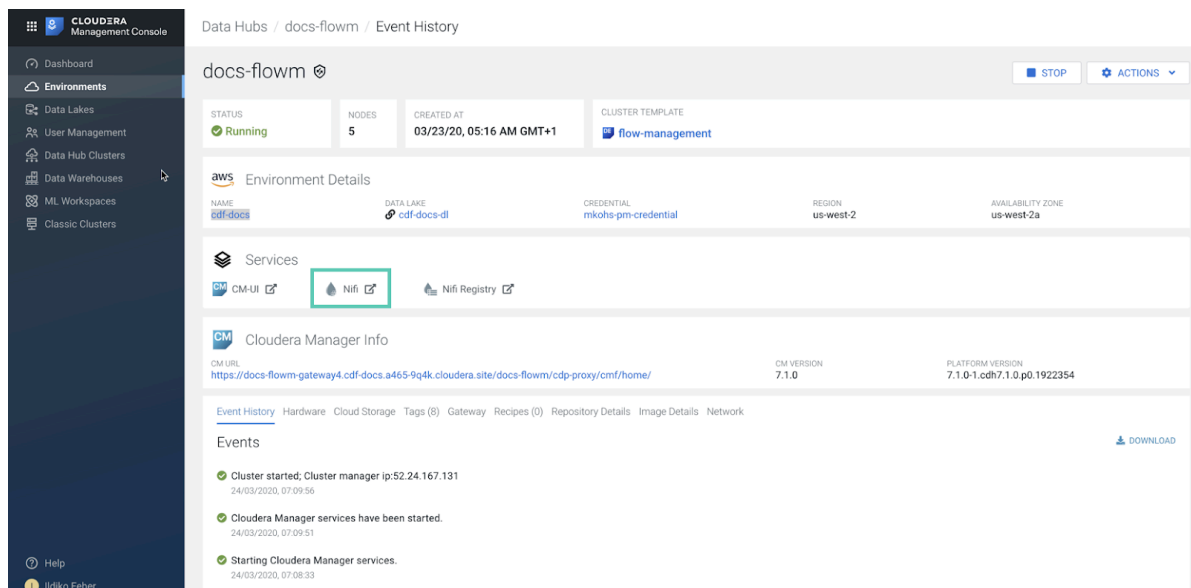 CLOUDERA
Management Console
Dashboard
Environments
Data Lakes
User Management
Data Hub Clusters
Data Warehouses
ML Workspaces
Classic Clusters
Help
Ildiko Feher
Data Hubs / docs-flowm / Event History
docs-flowm
STOP
ACTIONS
STATUS
Running
NODES
5
CREATED AT
03/23/20, 05:16 AM GMT+1
CLUSTER TEMPLATE
DE flow-management
aws Environment Details
NAME
cdf-docs
DATA LAKE
cdf-docs-dl
CREDENTIAL
mkohs-pm-credential
REGION
us-west-2
AVAILABILITY ZONE
us-west-2a
Services
CM CM-UI
Nifi
Nifi Registry
CM Cloudera Manager Info
CM URL
https://docs-flowm-gateway4.cdf-docs.a465-9q4k.cloudera.site/docs-flowm/cdp-proxy/cmf/home/
CM VERSION
7.1.0
PLATFORM VERSION
7.1.0-1.cdh7.1.0.p0.1922354
Event History Hardware Cloud Storage Tags (8) Gateway Recipes (0) Repository Details Image Details Network
Events
DOWNLOAD
Cluster started; Cluster manager ip:52.24.167.131
24/03/2020, 07:09:56
Cloudera Manager services have been started.
24/03/2020, 07:09:51
Starting Cloudera Manager services.
24/03/2020, 07:08:33